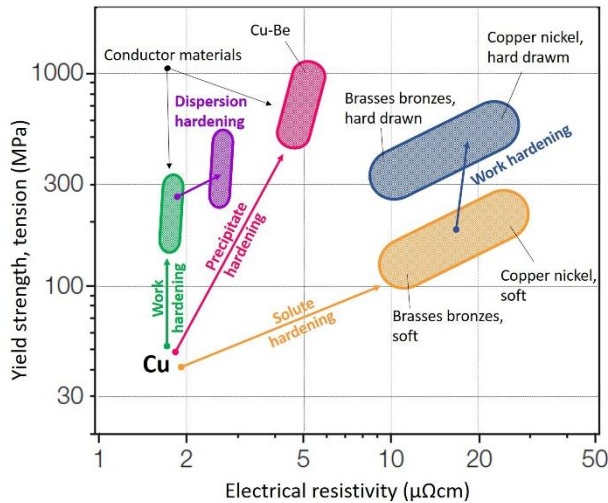 Cu-Be
Conductor materials
Copper nickel,
hard drawm
1000
Dispersion
hardening
Brasses bronzes,
hard drawn
Work hardening
300
Yield strength, tension (MPa)
Precipitate
hardening
100
Work
hardening
Solute
hardening
Copper nickel,
soft
Brasses bronzes,
soft
Cu
30
1
2
5
10
20
50
Electrical resistivity (μΩcm)